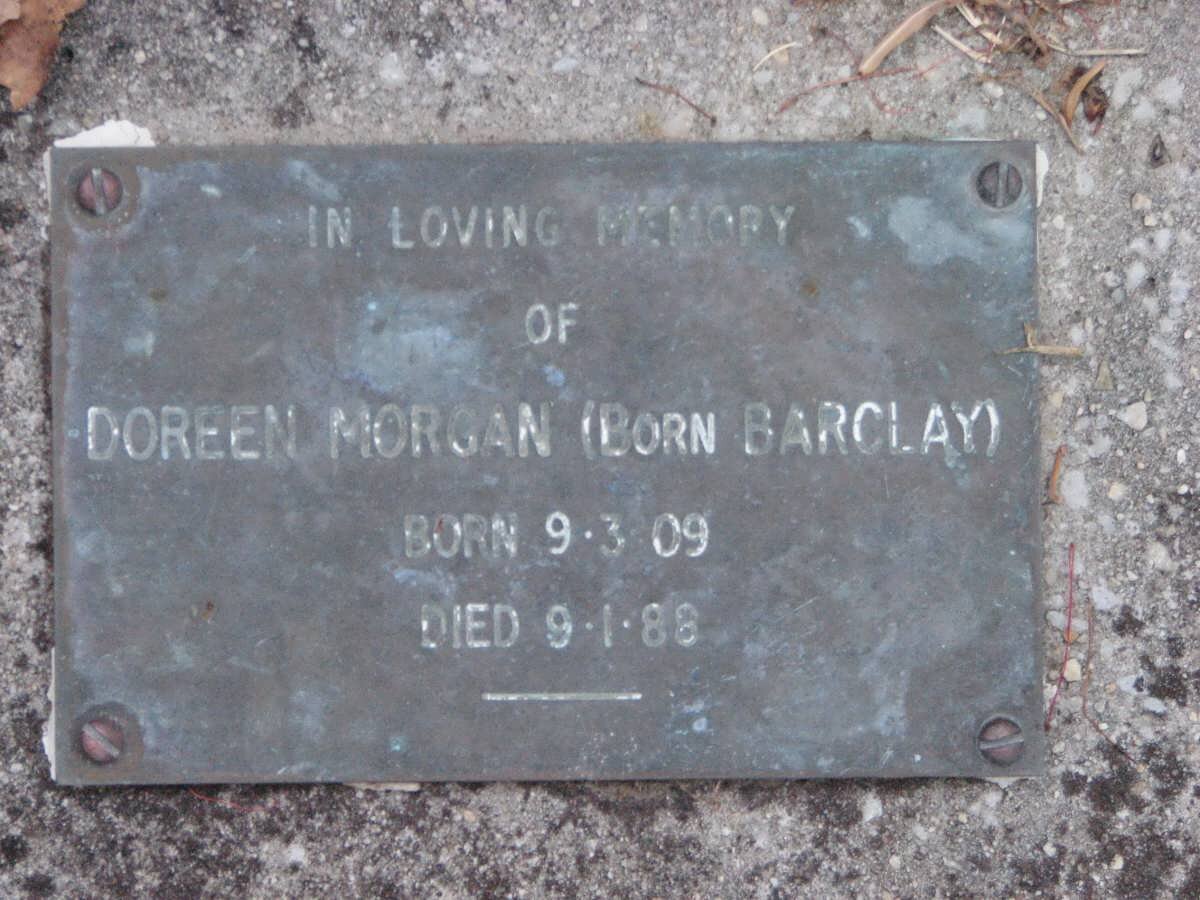 IN LOVING MEMORY
OF
DOREEN MORGAN (BORN BARCLAY)
BORN 9·3·09
DIED 9·1·88